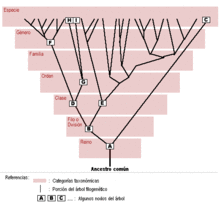 Especie
H I
C
Género
F
Familia
Orden
G
Clase
D
E
Filo o
División
B
Reino
A
Ancestro común
Referencias:
: Categorías taxonómicas
: Porción del árbol filogenético
A B C ... : Algunos nodos del árbol